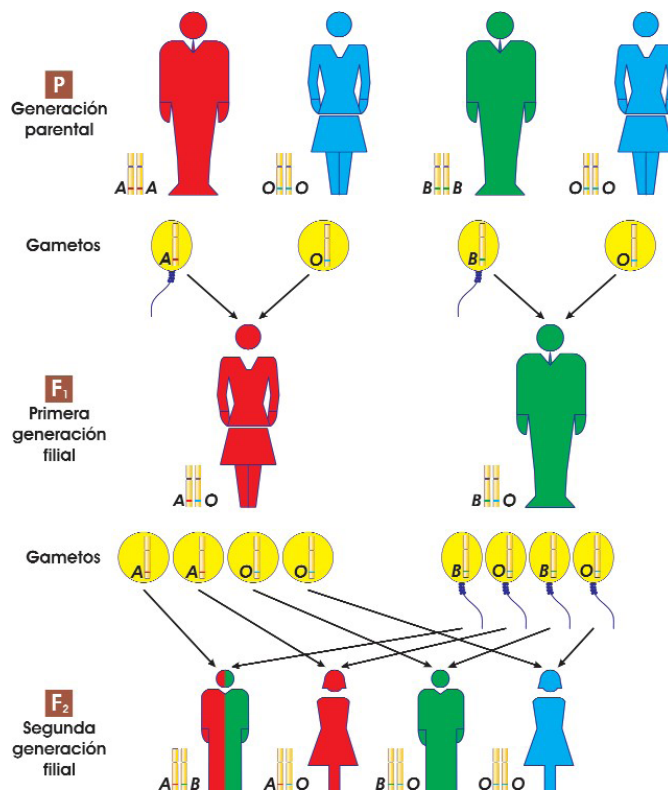 P
Generación
parental
A A O O B B O O
Gametos
A O B O
F1
Primera
generación
filial
A O B O
Gametos
A A O O B O B O
F2
Segunda
generación
filial
A B A O B O O O